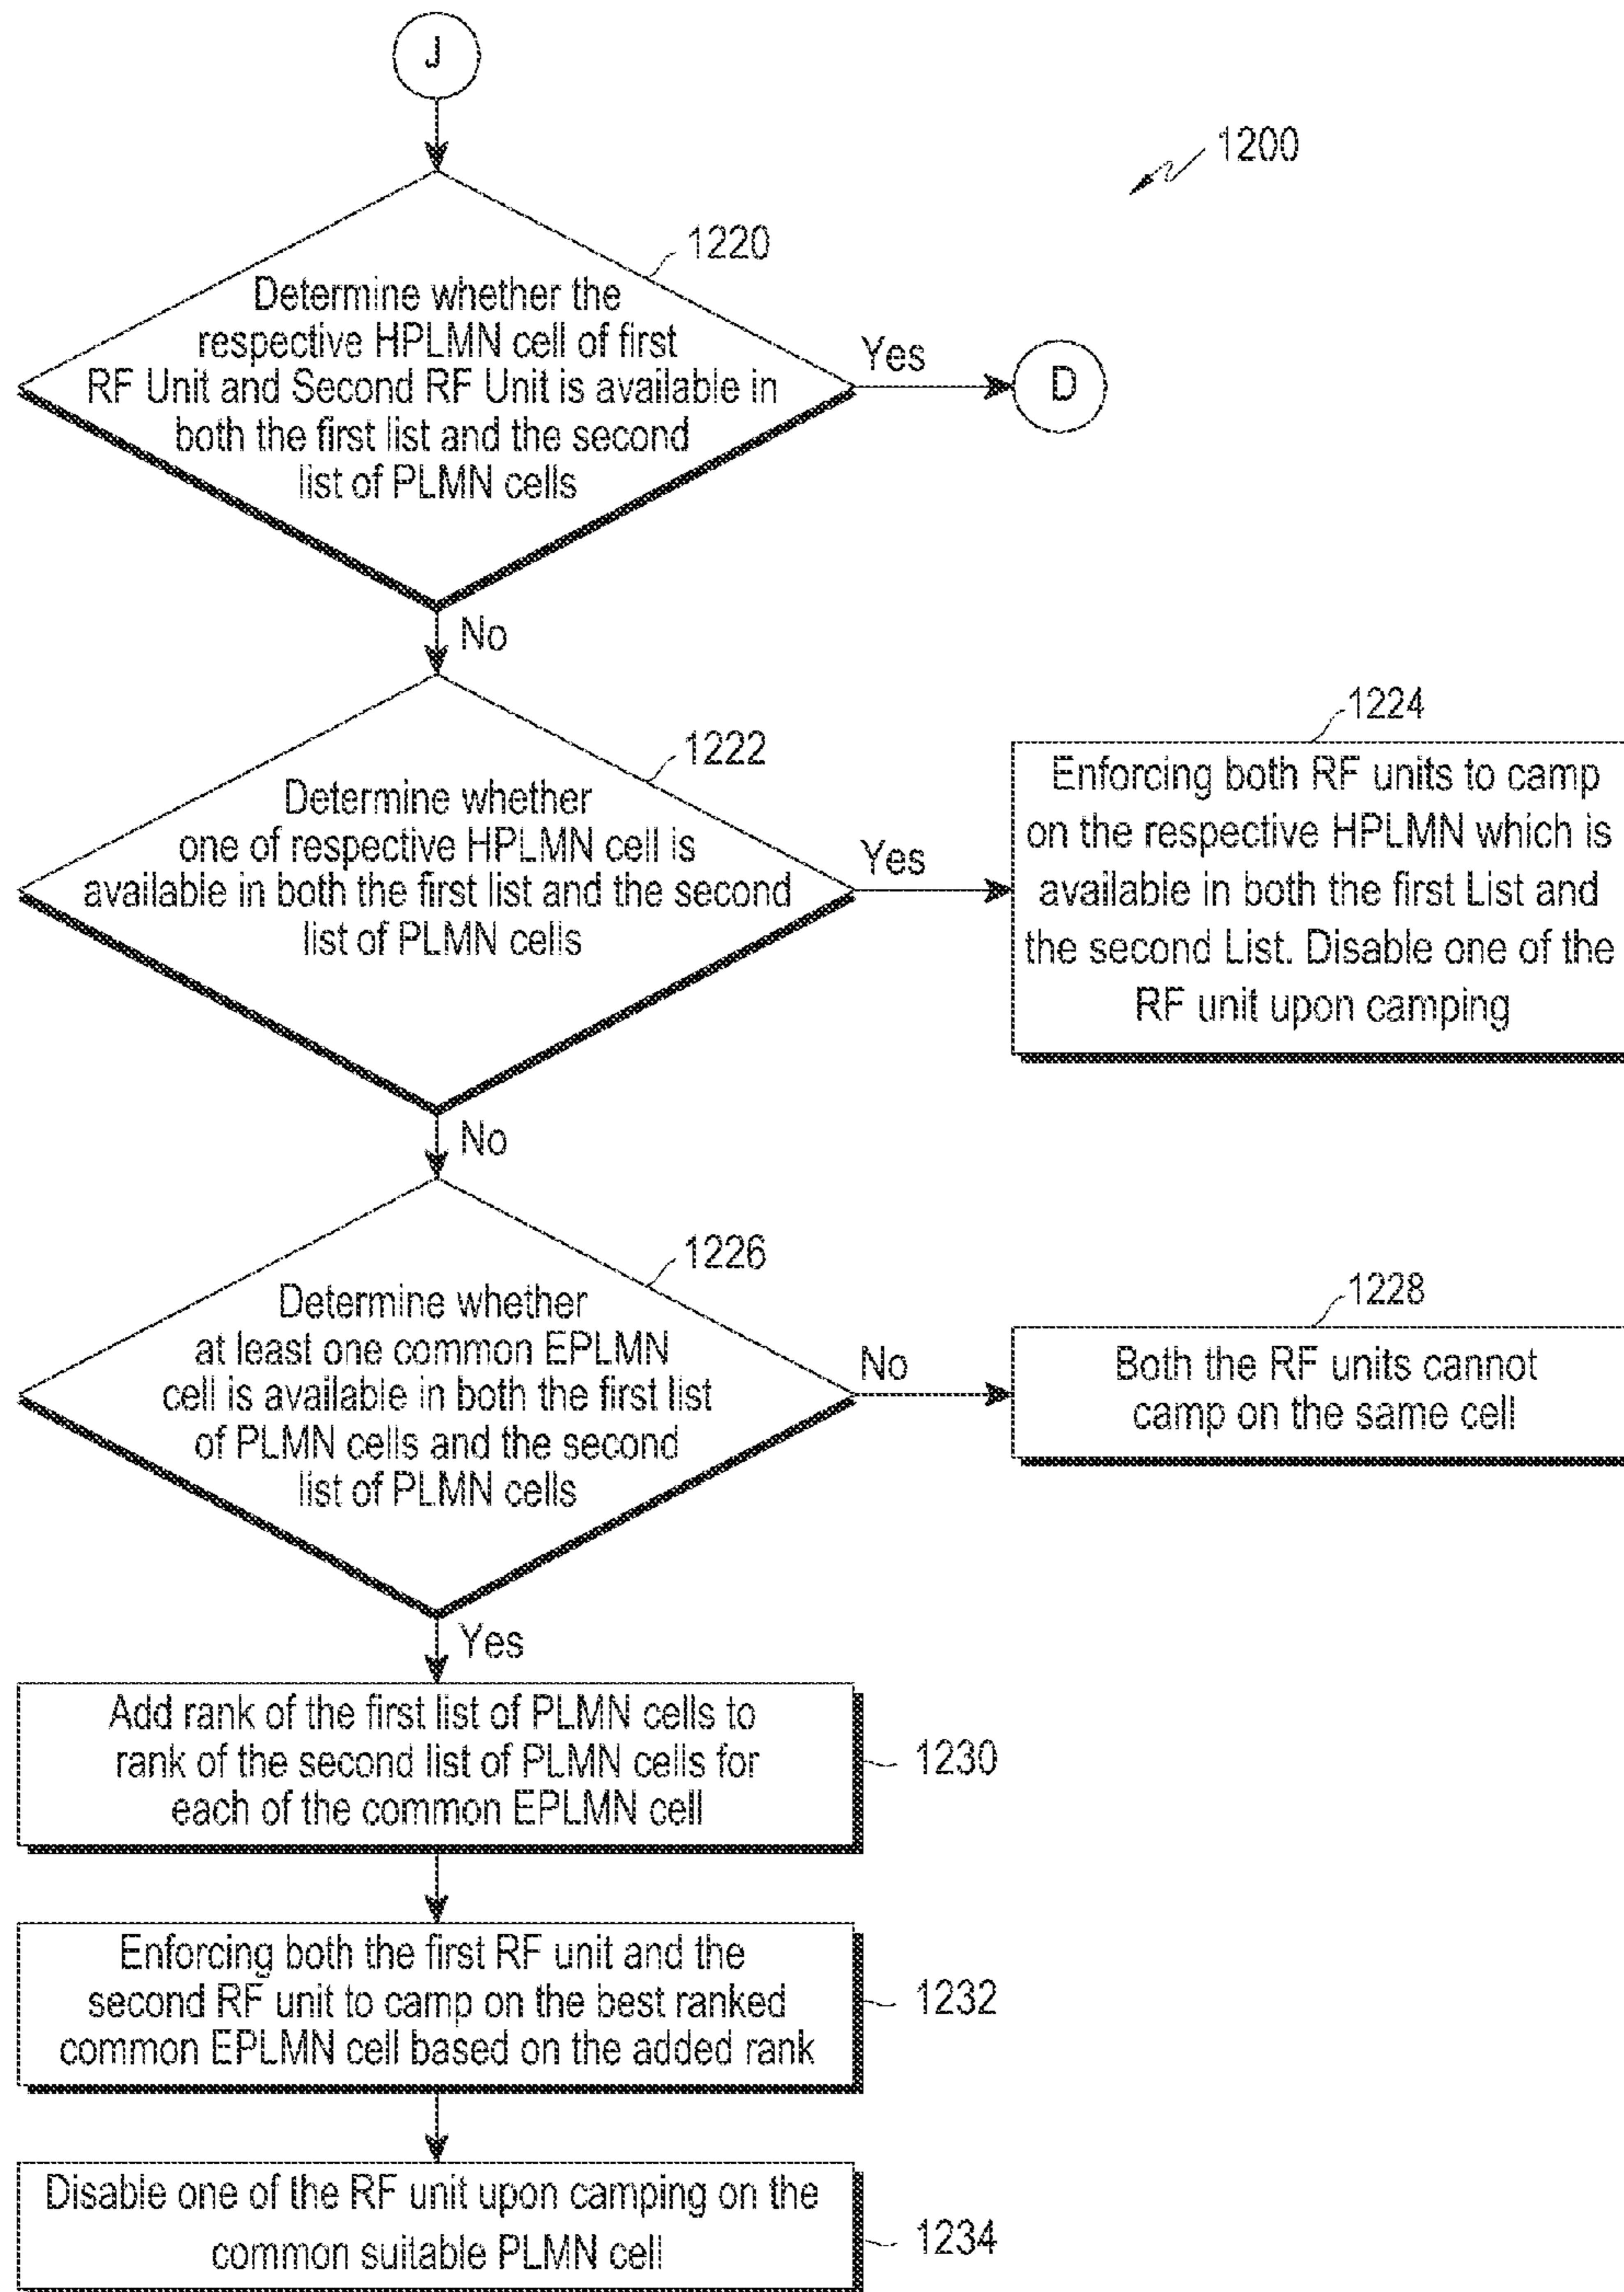 J
1200
1220
Determine whether the
respective HPLMN cell of first
RF Unit and Second RF Unit is available in
both the first list and the second
list of PLMN cells
Yes
D
No
1222
Determine whether
one of respective HPLMN cell is
available in both the first list and the second
list of PLMN cells
Yes
1224
Enforcing both RF units to camp
on the respective HPLMN which is
available in both the first List and
the second List. Disable one of the
RF unit upon camping
No
1226
Determine whether
at least one common EPLMN
cell is available in both the first list
of PLMN cells and the second
list of PLMN cells
No
1228
Both the RF units cannot
camp on the same cell
Yes
Add rank of the first list of PLMN cells to
rank of the second list of PLMN cells for
each of the common EPLMN cell
1230
Enforcing both the first RF unit and the
second RF unit to camp on the best ranked
common EPLMN cell based on the added rank
1232
Disable one of the RF unit upon camping on the
common suitable PLMN cell
1234